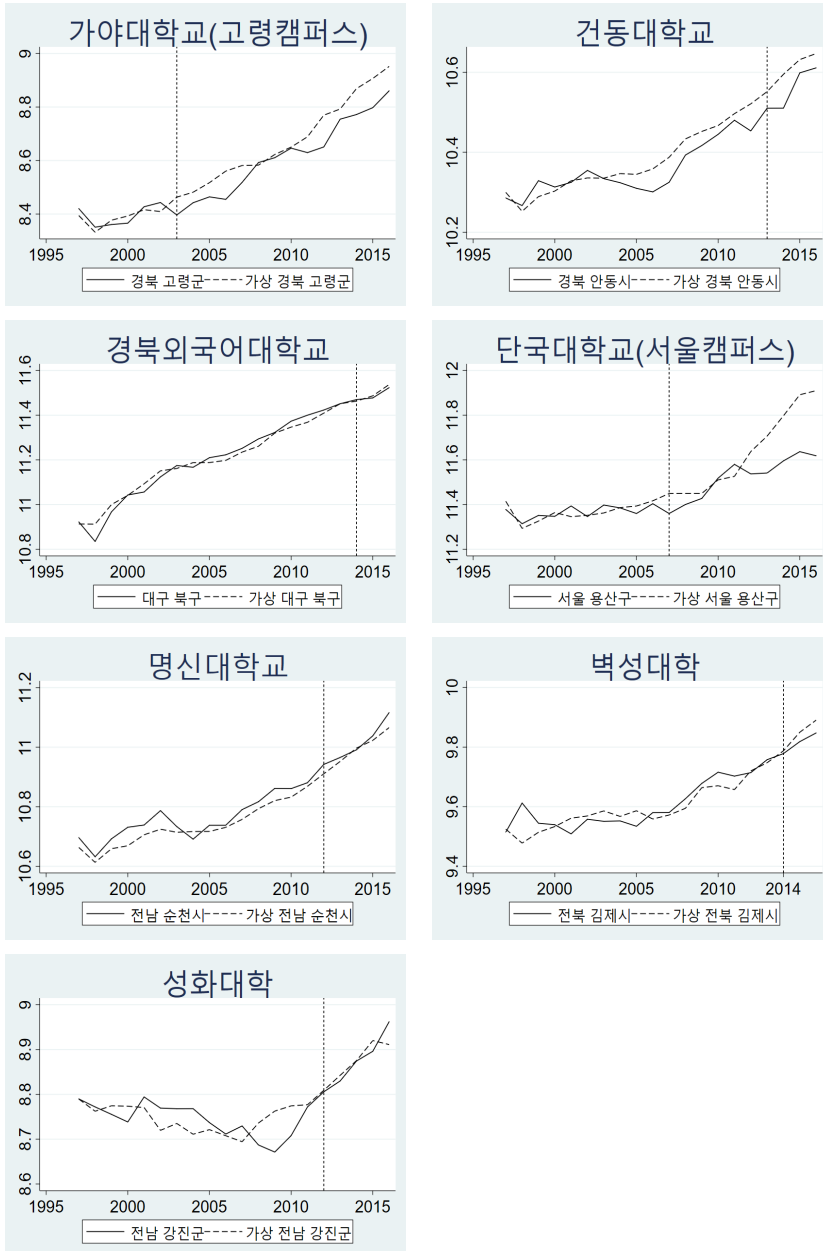 가야대학교(고령캠퍼스)
9
8.8
8.6
8.4
1995 2000 2005 2010 2015
경북 고령군 가상 경북 고령군
건동대학교
10.6
10.4
10.2
1995 2000 2005 2010 2015
경북 안동시 가상 경북 안동시
경북외국어대학교
11.6
11.4
11.2
11
10.8
1995 2000 2005 2010 2015
대구 북구 가상 대구 북구
단국대학교(서울캠퍼스)
12
11.8
11.6
11.4
11.2
1995 2000 2005 2010 2015
서울 용산구 가상 서울 용산구
명신대학교
11.2
11
10.8
10.6
1995 2000 2005 2010 2015
전남 순천시 가상 전남 순천시
벽성대학
10
9.8
9.6
9.4
1995 2000 2005 2010 2014
전북 김제시 가상 전북 김제시
성화대학
9
8.9
8.8
8.7
8.6
1995 2000 2005 2010 2015
전남 강진군 가상 전남 강진군